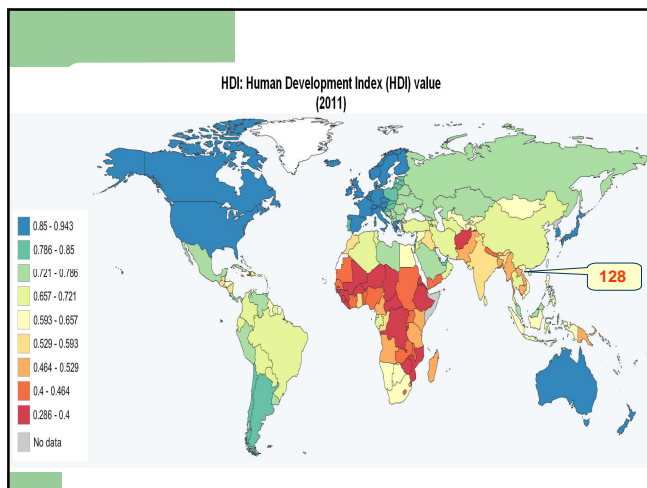 HDI: Human Development Index (HDI) value
(2011)
0.85 - 0.943
0.786 - 0.85
0.721 - 0.786
0.657 - 0.721
0.593 - 0.657
0.529 - 0.593
0.464 - 0.529
0.4 - 0.464
0.286 - 0.4
No data
128